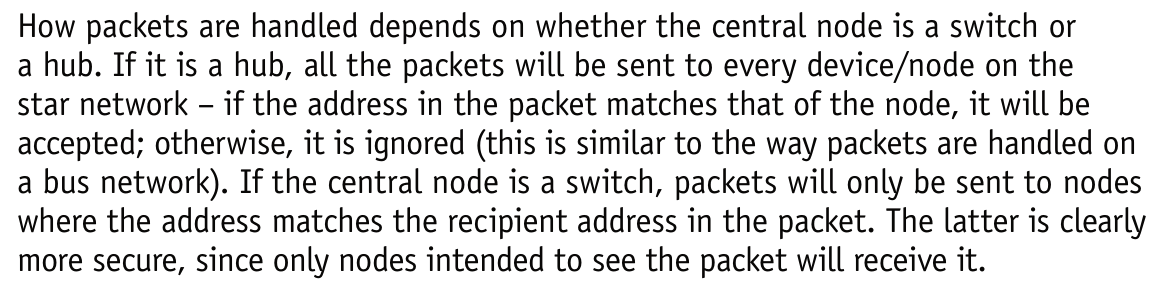 How packets are handled depends on whether the central node is a switch or
a hub. If it is a hub, all the packets will be sent to every device/node on the
star network – if the address in the packet matches that of the node, it will be
accepted; otherwise, it is ignored (this is similar to the way packets are handled on
a bus network). If the central node is a switch, packets will only be sent to nodes
where the address matches the recipient address in the packet. The latter is clearly
more secure, since only nodes intended to see the packet will receive it.